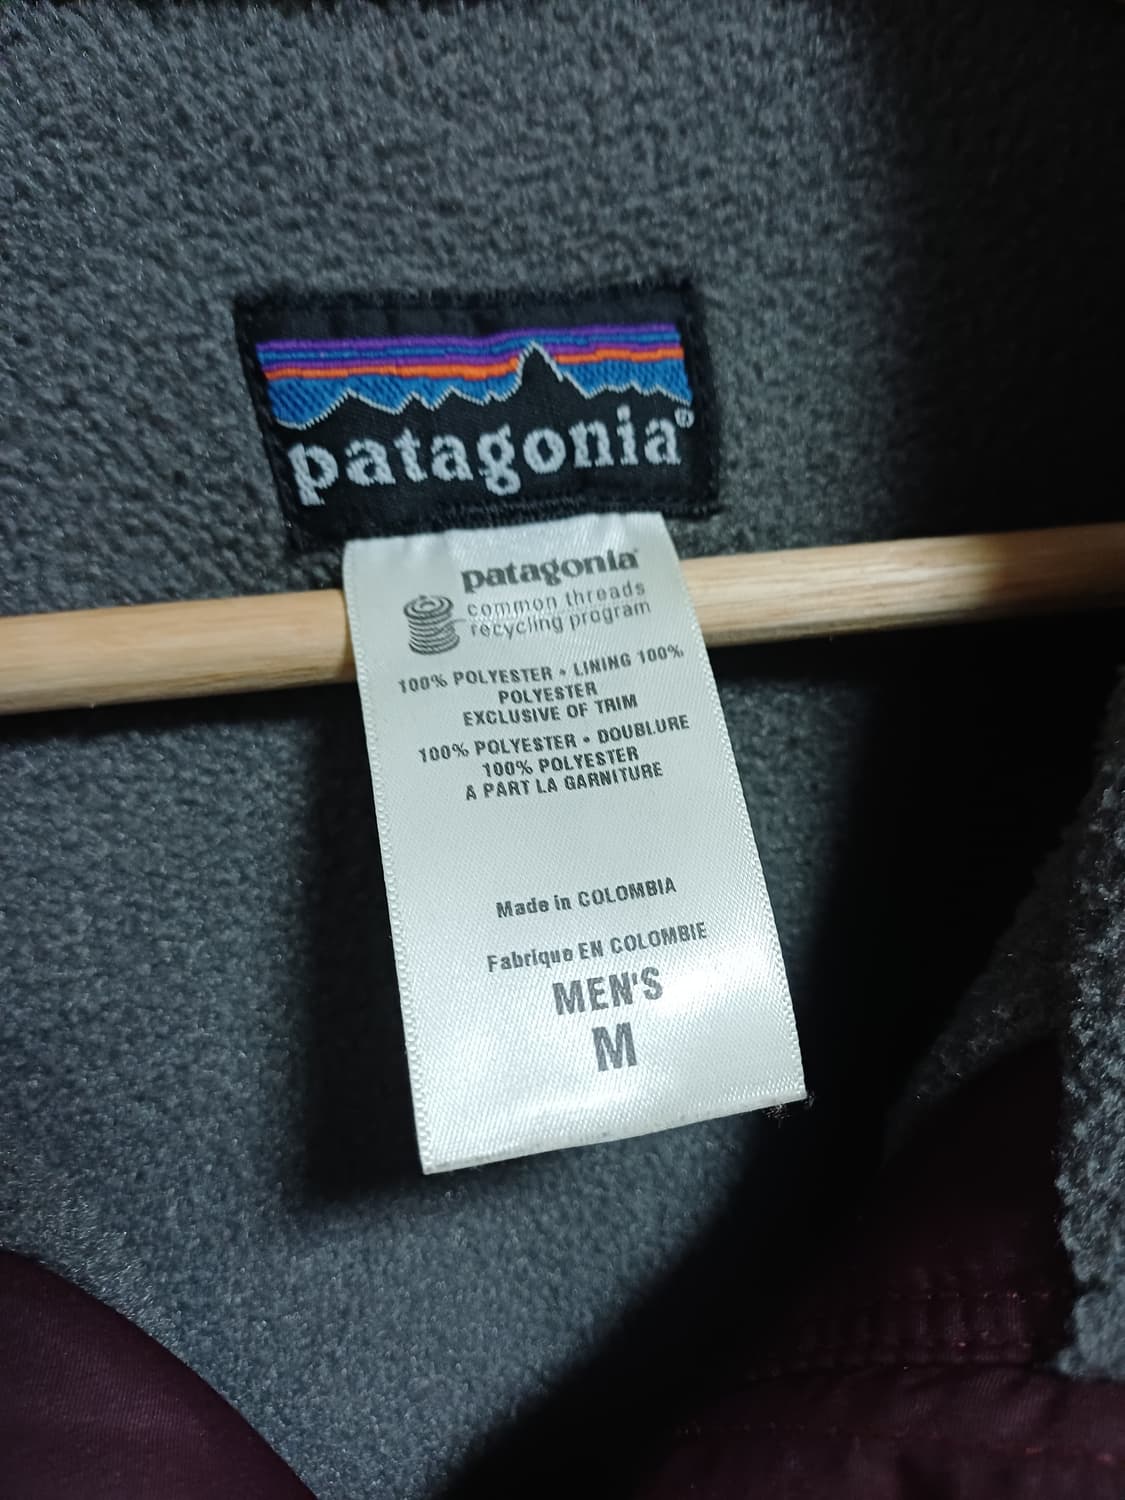 patagonia®
patagonia®
common threads
recycling program
100% POLYESTER • LINING 100%
POLYESTER
EXCLUSIVE OF TRIM
100% POLYESTER • DOUBLURE
100% POLYESTER
A PART LA GARNITURE
Made in COLOMBIA
Fabrique EN COLOMBIE
MEN'S
M